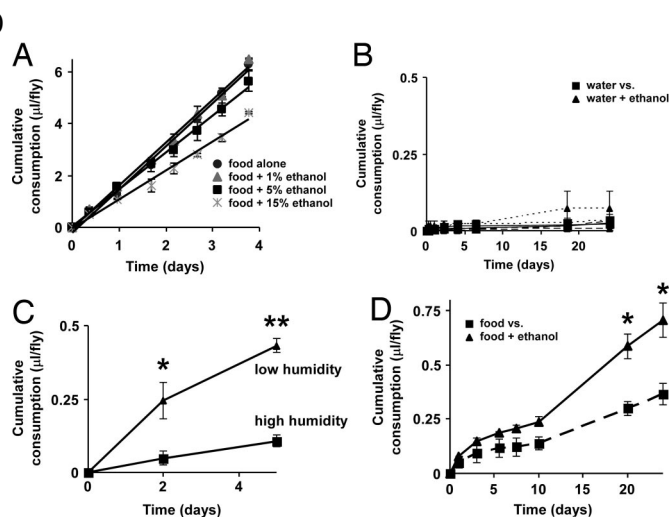 A
Cumulative
consumption (µl/fly)
6
4
2
0
food alone
food + 1% ethanol
food + 5% ethanol
food + 15% ethanol
0 1 2 3 4
Time (days)
B
Cumulative
consumption (µl/fly)
0.5
0.25
0
water vs.
water + ethanol
0 5 10 15 20
Time (days)
C
Cumulative
consumption (µl/fly)
0.5
0.25
0
*
**
low humidity
high humidity
0 2 4
Time (days)
D
Cumulative
consumption (µl/fly)
0.75
0.5
0.25
0
food vs.
food + ethanol
*
*
0 5 10 15 20
Time (days)